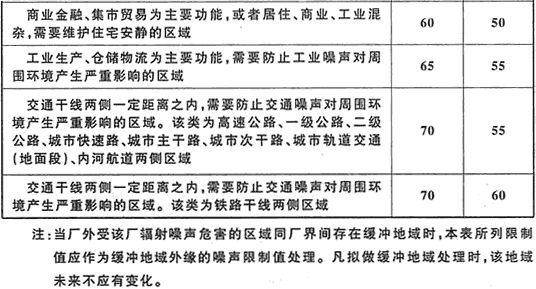 商业金融、集市贸易为主要功能，或者居住、商业、工业混
杂，需要维护住宅安静的区域
60
50
工业生产、仓储物流为主要功能，需要防止工业噪声对周
围环境产生严重影响的区域
65
55
交通干线两侧一定距离之内，需要防止交通噪声对周围环
境产生严重影响的区域。该类为高速公路、一级公路、二级
公路、城市快速路、城市主干路、城市次干路、城市轨道交通
(地面段)、内河航道两侧区域
70
55
交通干线两侧一定距离之内，需要防止交通噪声对周围环
境产生严重影响的区域。该类为铁路干线两侧区域
70
60
注：当厂外受该厂辐射噪声危害的区域同厂界间存在缓冲地域时，本表所列限制
值应作为缓冲地域外缘的噪声限制值处理。凡拟做缓冲地域处理时，该地域
未来不应有变化。